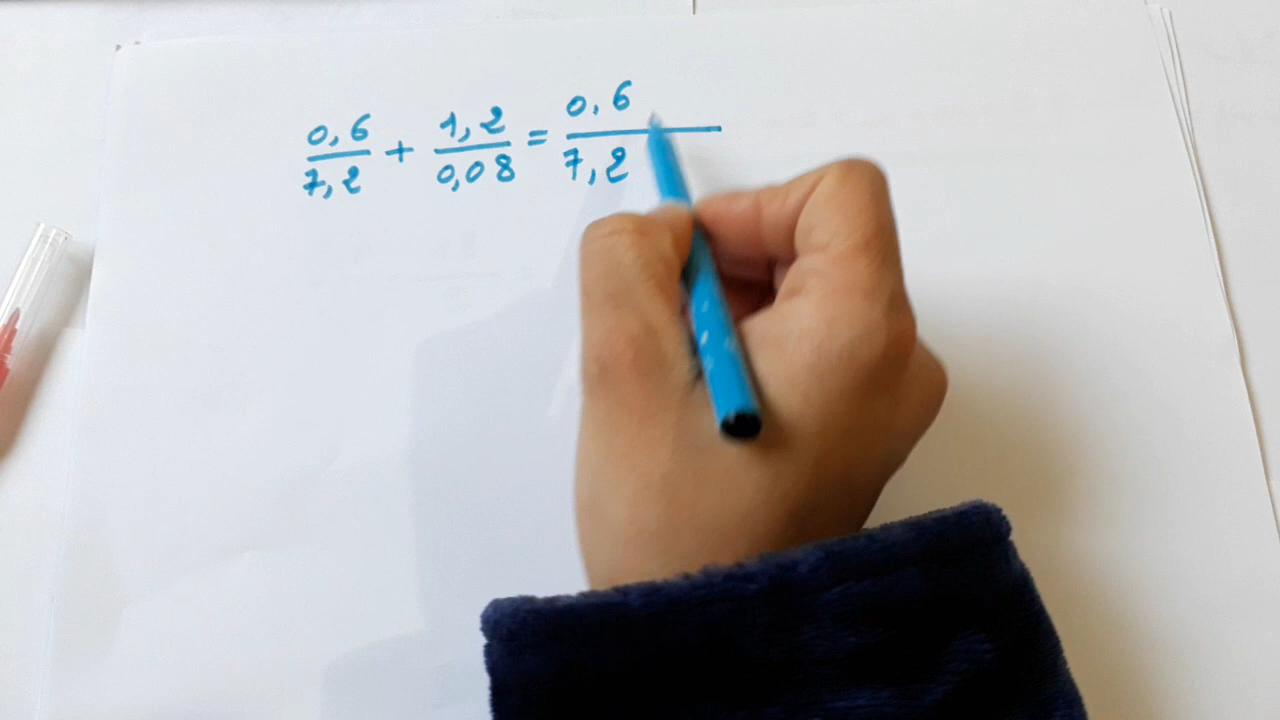 0,6/7,2 + 1,2/0,08 = 0,6/7,2